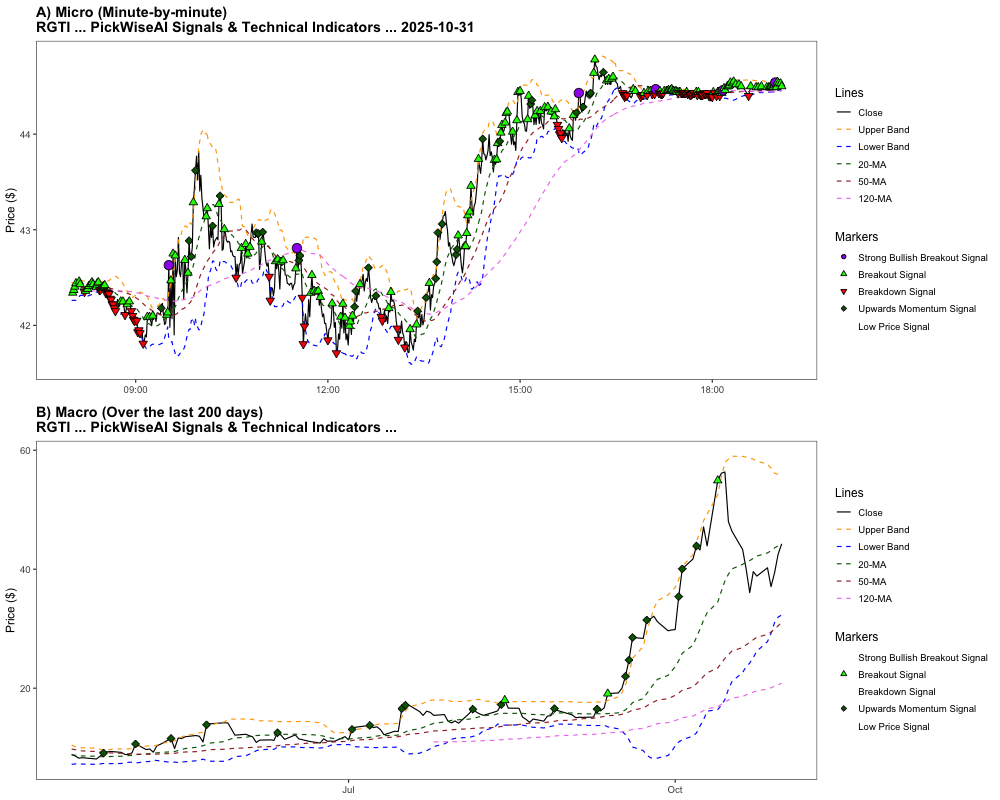 A) Micro (Minute-by-minute)
RGTI ... PickWiseAI Signals & Technical Indicators ... 2025-10-31
Price ($)
44
43
42
09:00
12:00
15:00
18:00
Lines
Close
Upper Band
Lower Band
20-MA
50-MA
120-MA
Markers
Strong Bullish Breakout Signal
Breakout Signal
Breakdown Signal
Upwards Momentum Signal
Low Price Signal
B) Macro (Over the last 200 days)
RGTI ... PickWiseAI Signals & Technical Indicators ...
Price ($)
60
40
20
Jul
Oct
Lines
Close
Upper Band
Lower Band
20-MA
50-MA
120-MA
Markers
Strong Bullish Breakout Signal
Breakout Signal
Breakdown Signal
Upwards Momentum Signal
Low Price Signal